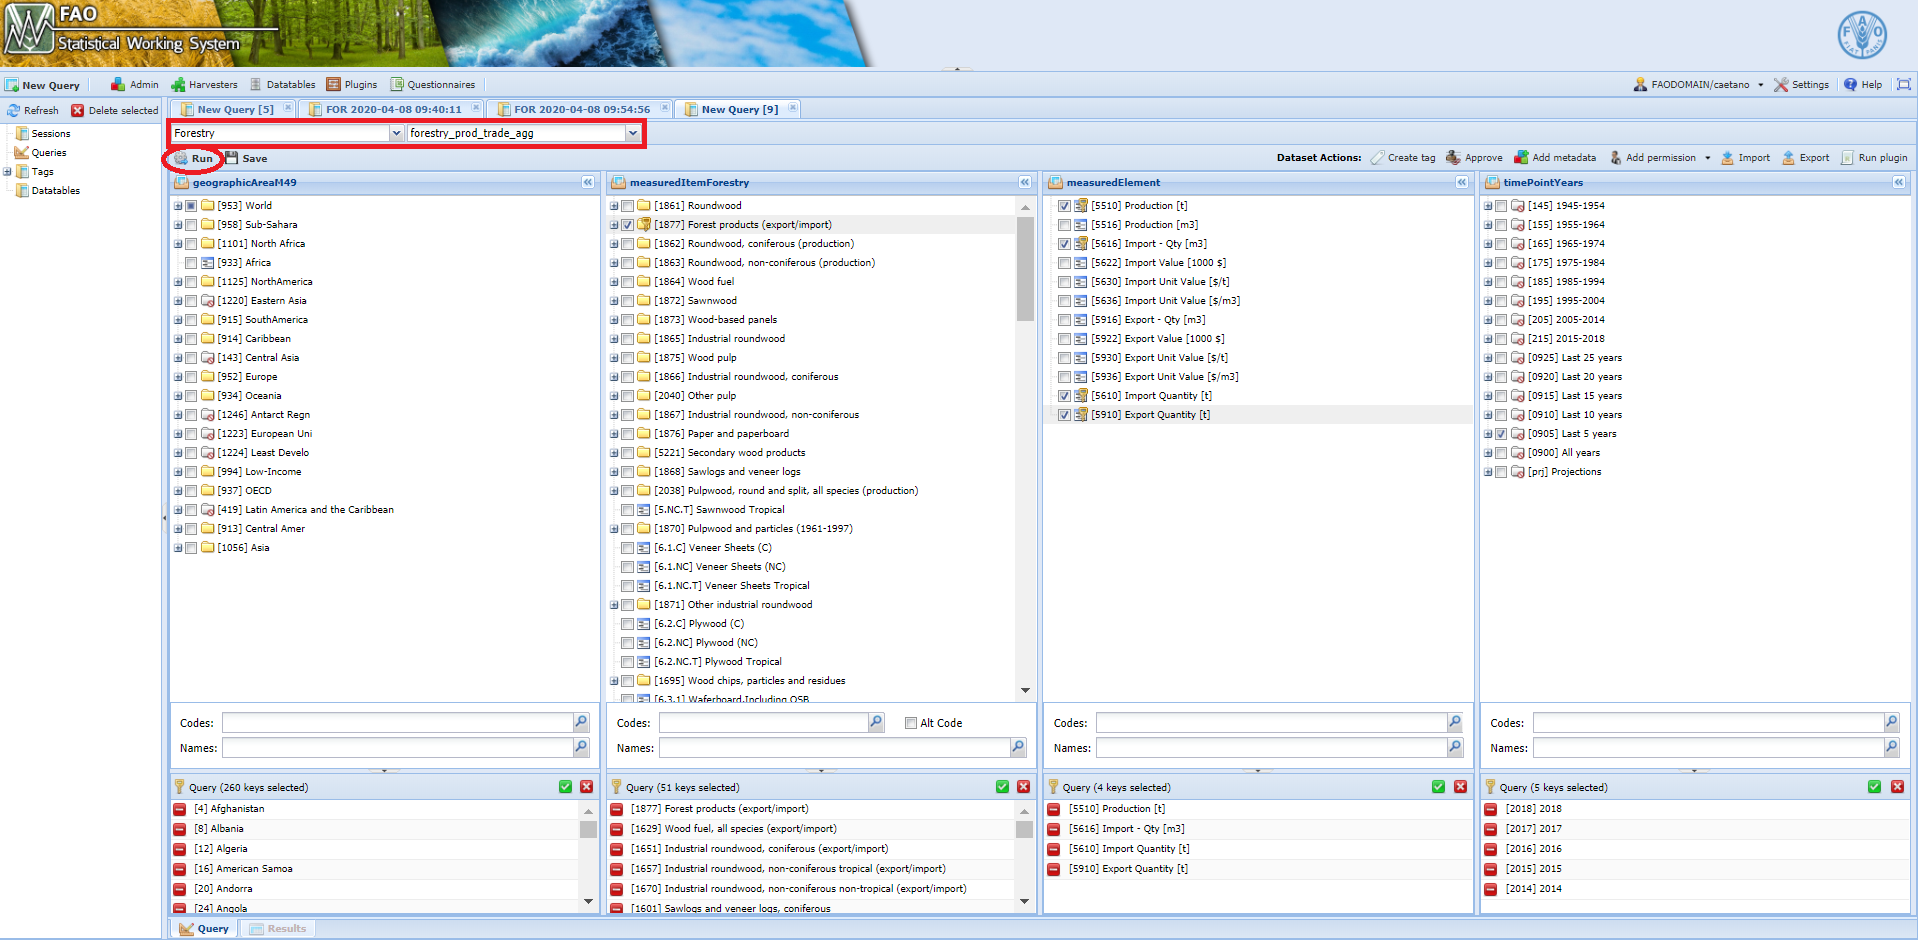 FAO
Statistical Working System
New Query
Admin
Harvesters
Datatables
Plugins
Questionnaires
FAODOMAIN/caetano
Settings
Help
Refresh
Delete selected
New Query [5]
FOR 2020-04-08 09:40:11
FOR 2020-04-08 09:54:56
New Query [9]
Sessions
Queries
Tags
Datatables
Forestry
forestry_prod_trade_agg
Run
Save
Dataset Actions:
Create tag
Approve
Add metadata
Add permission
Import
Export
Run plugin
geographicAreaM49
[953] World
[958] Sub-Sahara
[1101] North Africa
[933] Africa
[1125] NorthAmerica
[1220] Eastern Asia
[915] SouthAmerica
[914] Caribbean
[143] Central Asia
[952] Europe
[934] Oceania
[1246] Antarct Regn
[1223] European Uni
[1224] Least Develo
[994] Low-Income
[937] OECD
[419] Latin America and the Caribbean
[913] Central Amer
[1056] Asia
Codes:
Names:
Query (260 keys selected)
[4] Afghanistan
[8] Albania
[12] Algeria
[16] American Samoa
[20] Andorra
[24] Angola
measuredItemForestry
[1861] Roundwood
[1877] Forest products (export/import)
[1862] Roundwood, coniferous (production)
[1863] Roundwood, non-coniferous (production)
[1864] Wood fuel
[1872] Sawnwood
[1873] Wood-based panels
[1865] Industrial roundwood
[1875] Wood pulp
[1866] Industrial roundwood, coniferous
[2040] Other pulp
[1867] Industrial roundwood, non-coniferous
[1876] Paper and paperboard
[5221] Secondary wood products
[1868] Sawlogs and veneer logs
[2038] Pulpwood, round and split, all species (production)
[5.NC.T] Sawnwood Tropical
[1870] Pulpwood and particles (1961-1997)
[6.1.C] Veneer Sheets (C)
[6.1.NC] Veneer Sheets (NC)
[6.1.NC.T] Veneer Sheets Tropical
[1871] Other industrial roundwood
[6.2.C] Plywood (C)
[6.2.NC] Plywood (NC)
[6.2.NC.T] Plywood Tropical
[1695] Wood chips, particles and residues
[6.3.1] Waferboard,Including OSB
Codes:
Alt Code
Names:
Query (51 keys selected)
[1877] Forest products (export/import)
[1629] Wood fuel, all species (export/import)
[1651] Industrial roundwood, coniferous (export/import)
[1657] Industrial roundwood, non-coniferous tropical (export/import)
[1670] Industrial roundwood, non-coniferous non-tropical (export/import)
[1601] Sawlogs and veneer logs, coniferous
measuredElement
[5510] Production [t]
[5516] Production [m3]
[5616] Import - Qty [m3]
[5622] Import Value [1000 $]
[5630] Import Unit Value [$/t]
[5636] Import Unit Value [$/m3]
[5916] Export - Qty [m3]
[5922] Export Value [1000 $]
[5930] Export Unit Value [$/t]
[5936] Export Unit Value [$/m3]
[5610] Import Quantity [t]
[5910] Export Quantity [t]
Codes:
Names:
Query (4 keys selected)
[5510] Production [t]
[5616] Import - Qty [m3]
[5610] Import Quantity [t]
[5910] Export Quantity [t]
timePointYears
[145] 1945-1954
[155] 1955-1964
[165] 1965-1974
[175] 1975-1984
[185] 1985-1994
[195] 1995-2004
[205] 2005-2014
[215] 2015-2018
[0925] Last 25 years
[0920] Last 20 years
[0915] Last 15 years
[0910] Last 10 years
[0905] Last 5 years
[0900] All years
[prj] Projections
Codes:
Names:
Query (5 keys selected)
[2018] 2018
[2017] 2017
[2016] 2016
[2015] 2015
[2014] 2014
Query
Results